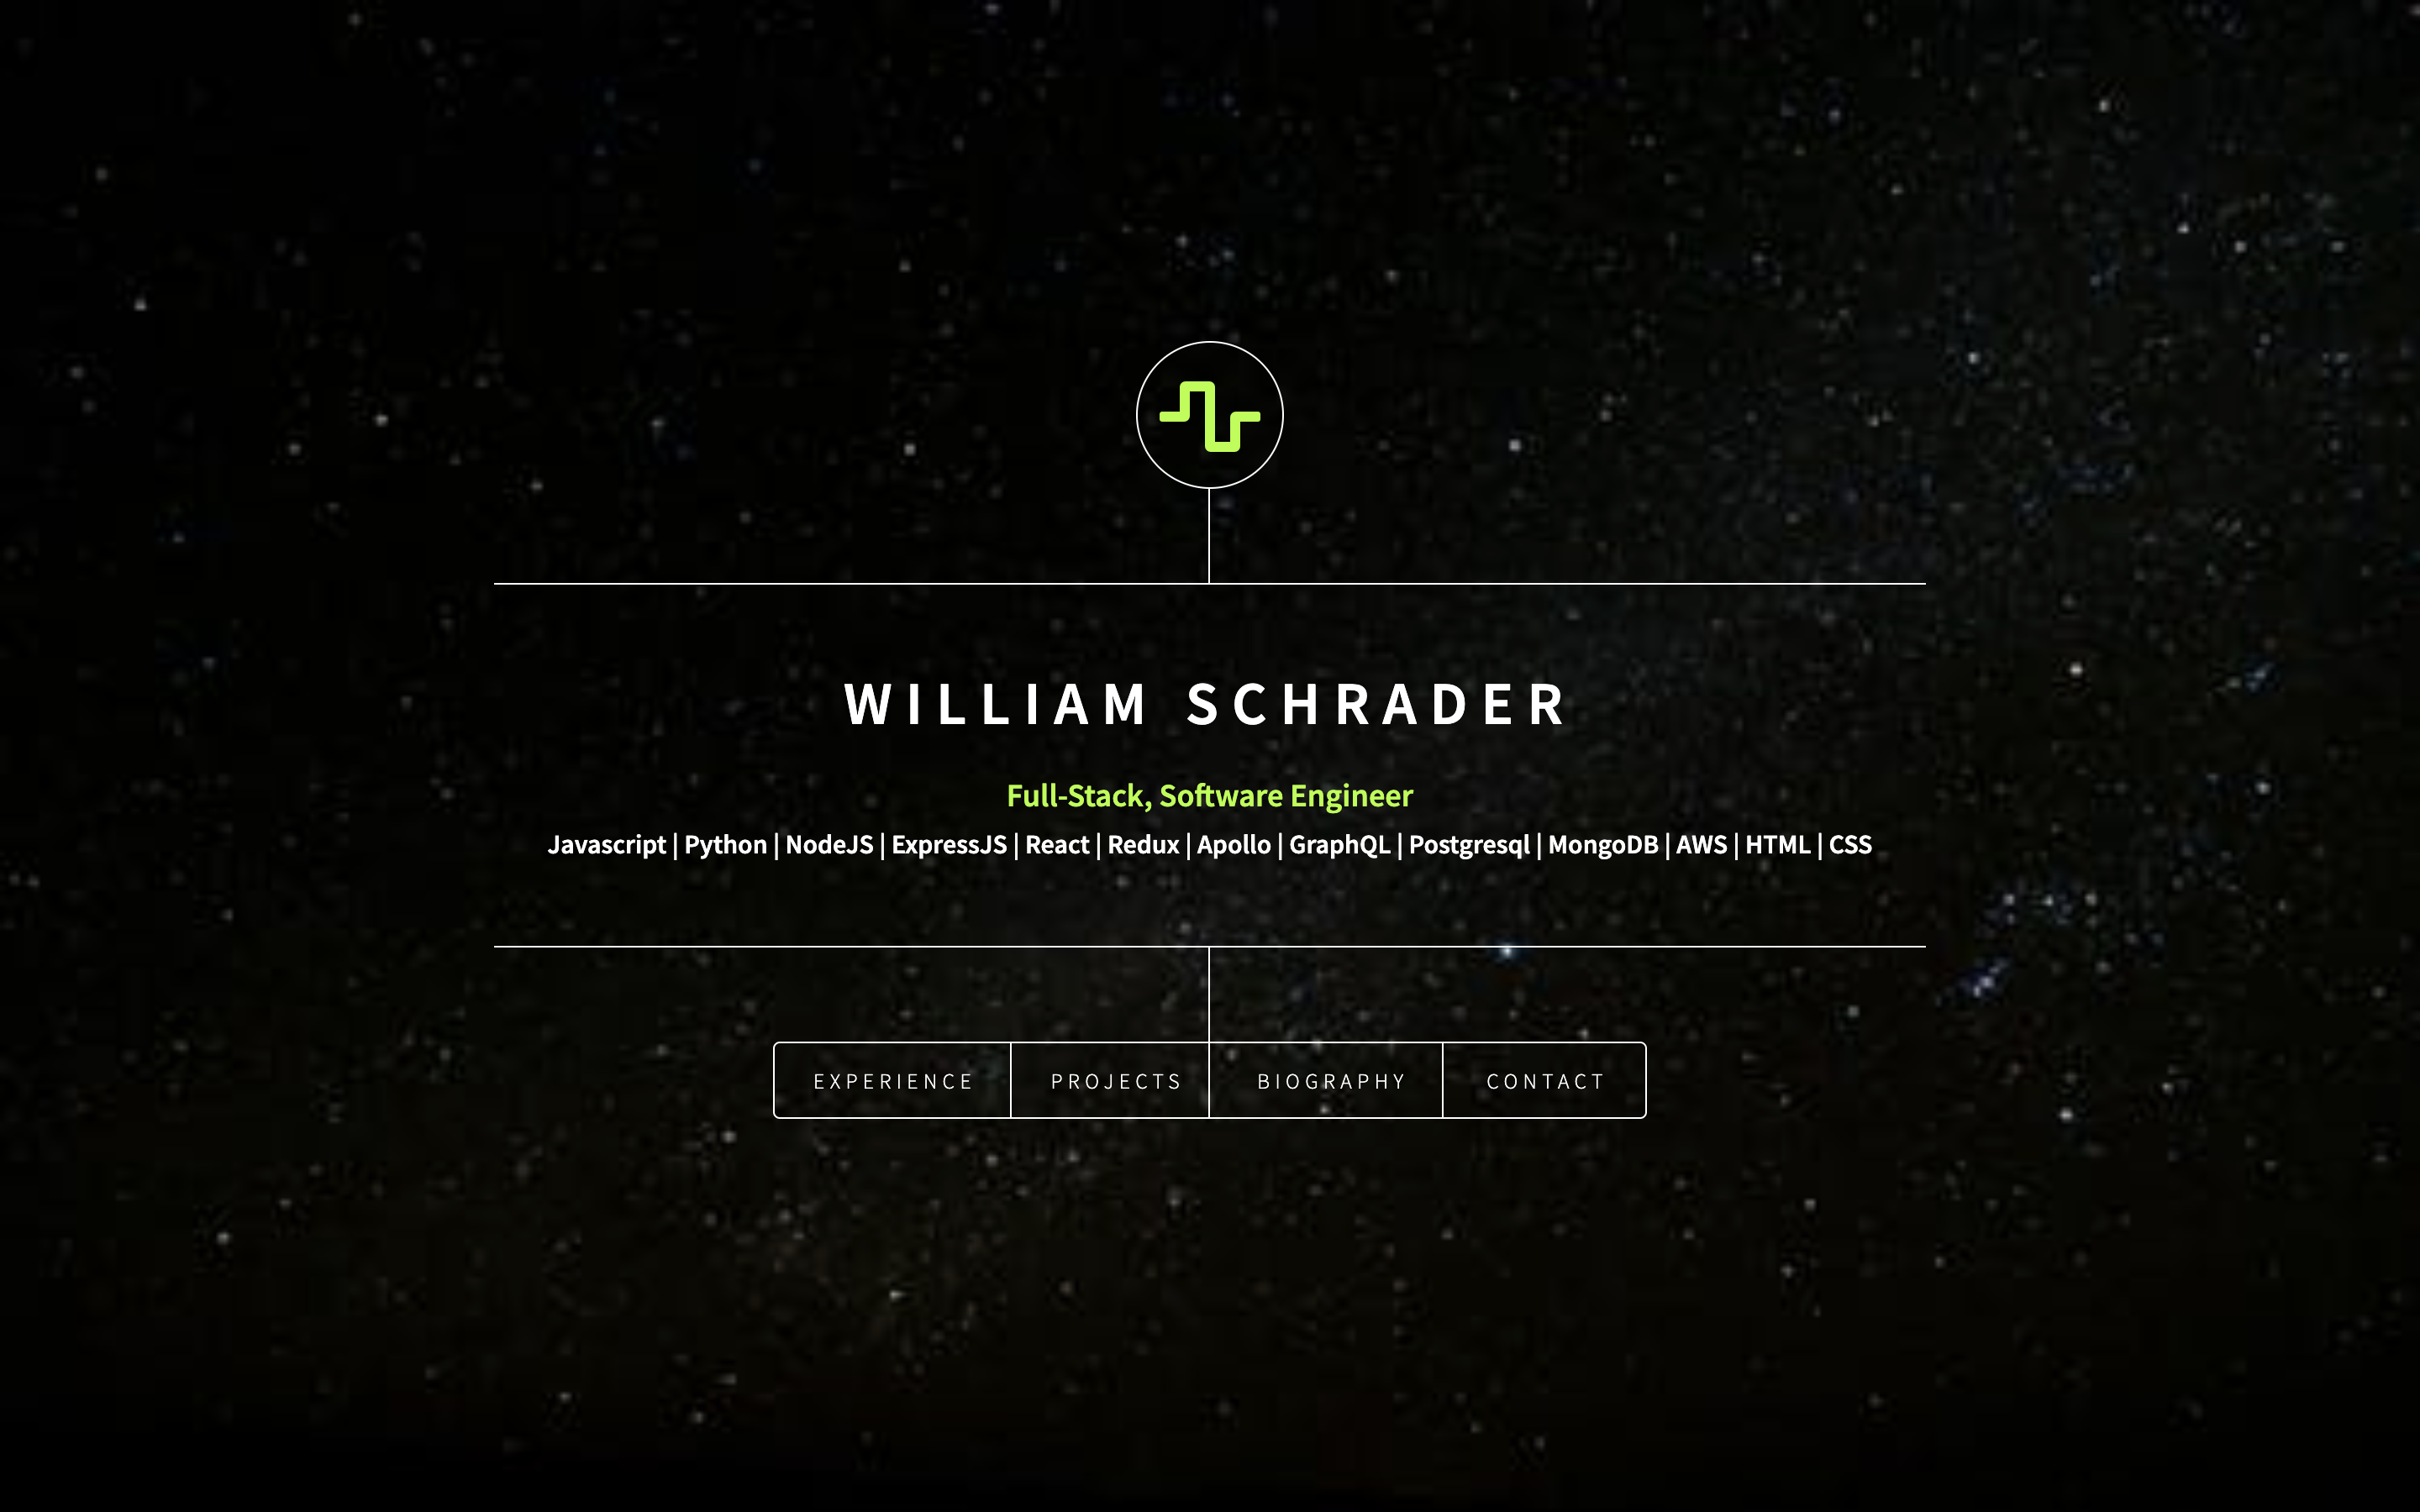 WILLIAM SCHRADER
Full-Stack, Software Engineer
Javascript | Python | NodeJS | ExpressJS | React | Redux | Apollo | GraphQL | Postgresql | MongoDB | AWS | HTML | CSS
EXPERIENCE PROJECTS BIOGRAPHY CONTACT